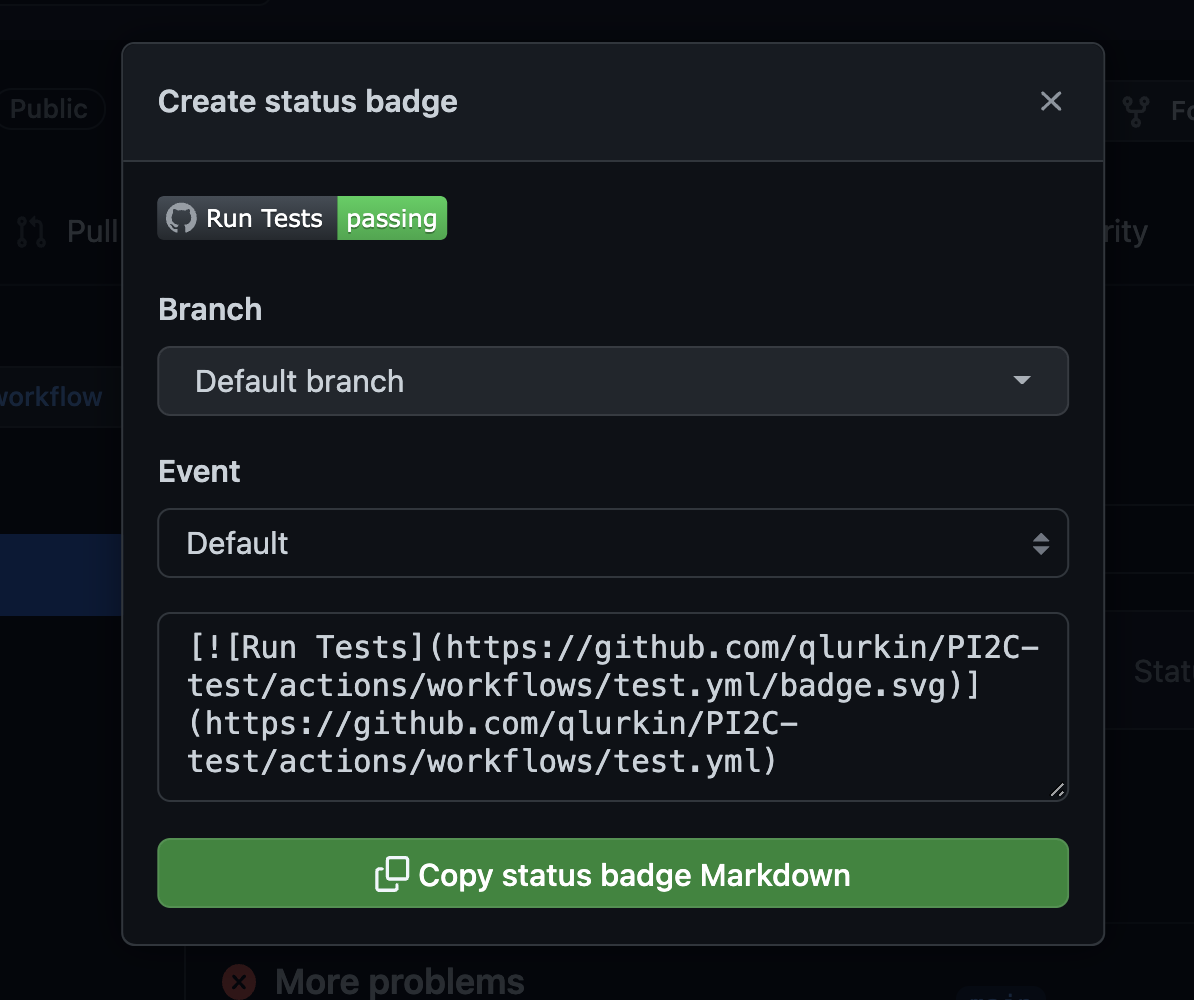 Create status badge
Public
Fo
Run Tests passing
Pull
rity
Branch
Default branch
workflow
Event
Default
[![Run Tests](https://github.com/qlurkin/PI2C-
test/actions/workflows/test.yml/badge.svg)]
(https://github.com/qlurkin/PI2C-
test/actions/workflows/test.yml)
Stat
Copy status badge Markdown
More problems